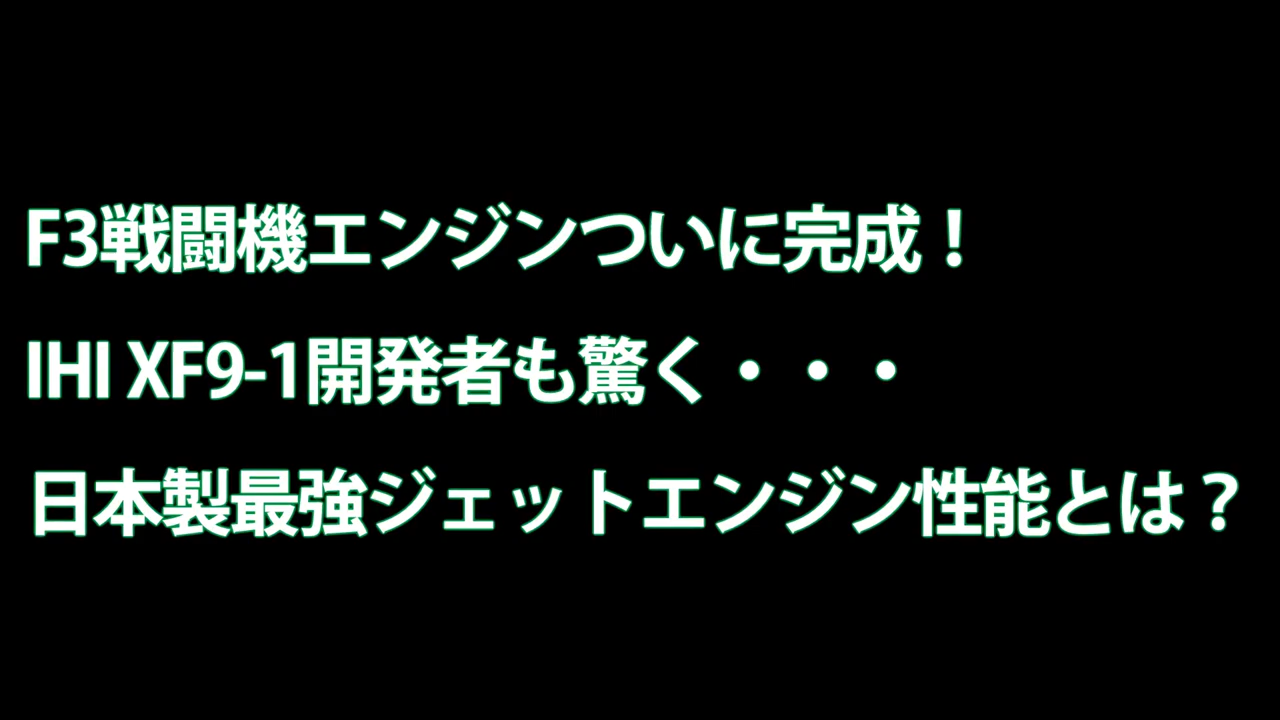 F3戦闘機エンジンついに完成！
IHI XF9-1開発者も驚く・・・
日本製最強ジェットエンジン性能とは？